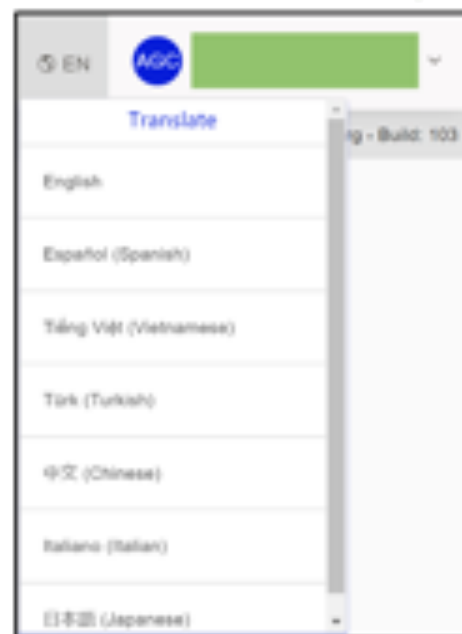 EN
AGC
Translate
ng - Build: 103
English
Español (Spanish)
Tiếng Việt (Vietnamese)
Türk (Turkish)
中文 (Chinese)
Italiano (Italian)
日本語 (Japanese)